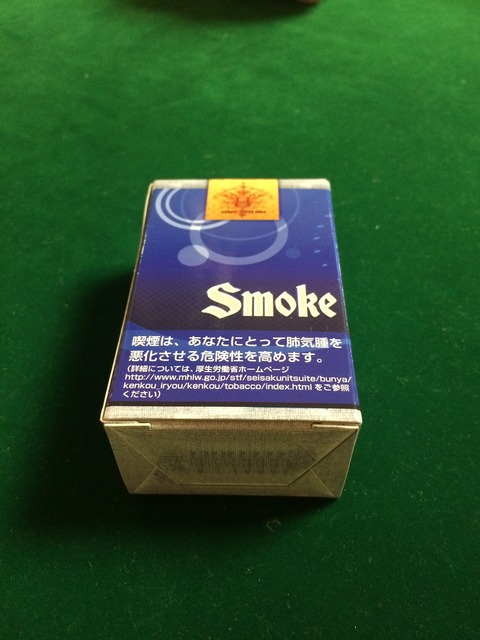 Smoke
喫煙は、あなたにとって肺気腫を
悪化させる危険性を高めます。
(詳細については、厚生労働省ホームページ
http://www.mhlw.go.jp/stf/seisakunitsuite/bunya/
kenkou_iryou/kenkou/tobacco/index.html をご参照
ください)